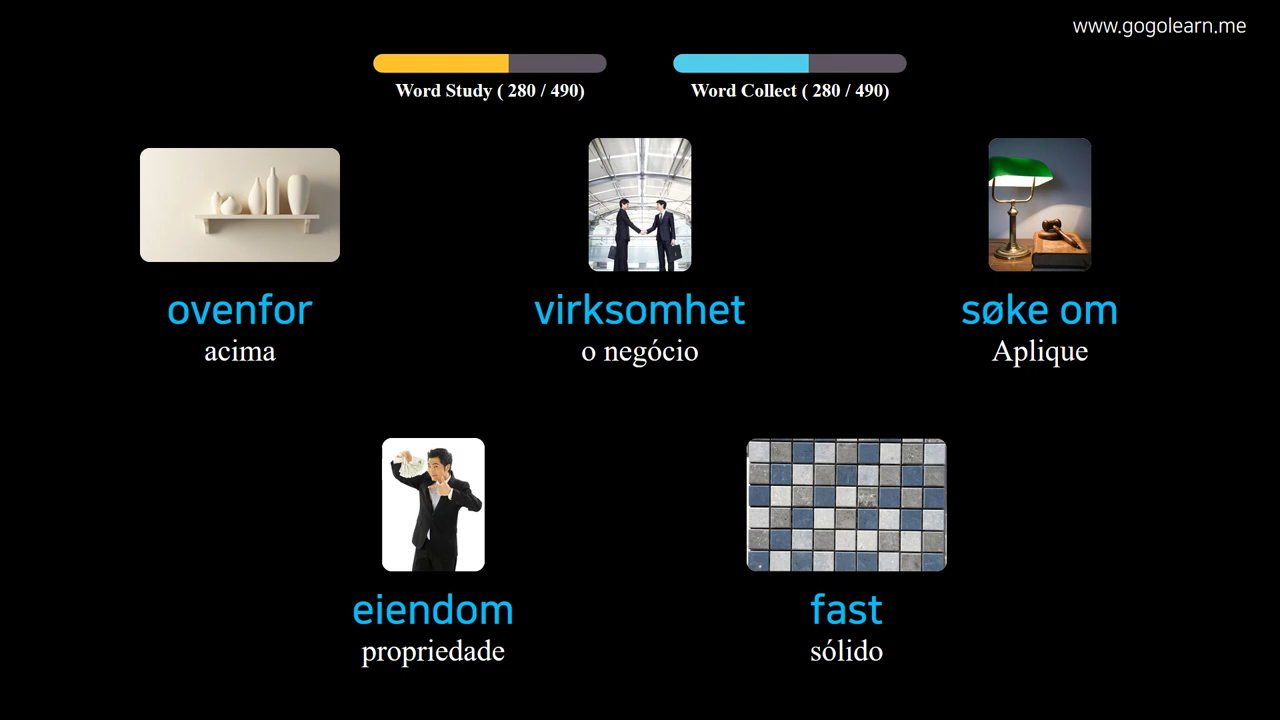 www.gogolearn.me
Word Study ( 280 / 490)
Word Collect ( 280 / 490)
ovenfor
acima
virksomhet
o negócio
søke om
Aplique
eiendom
propriedade
fast
sólido